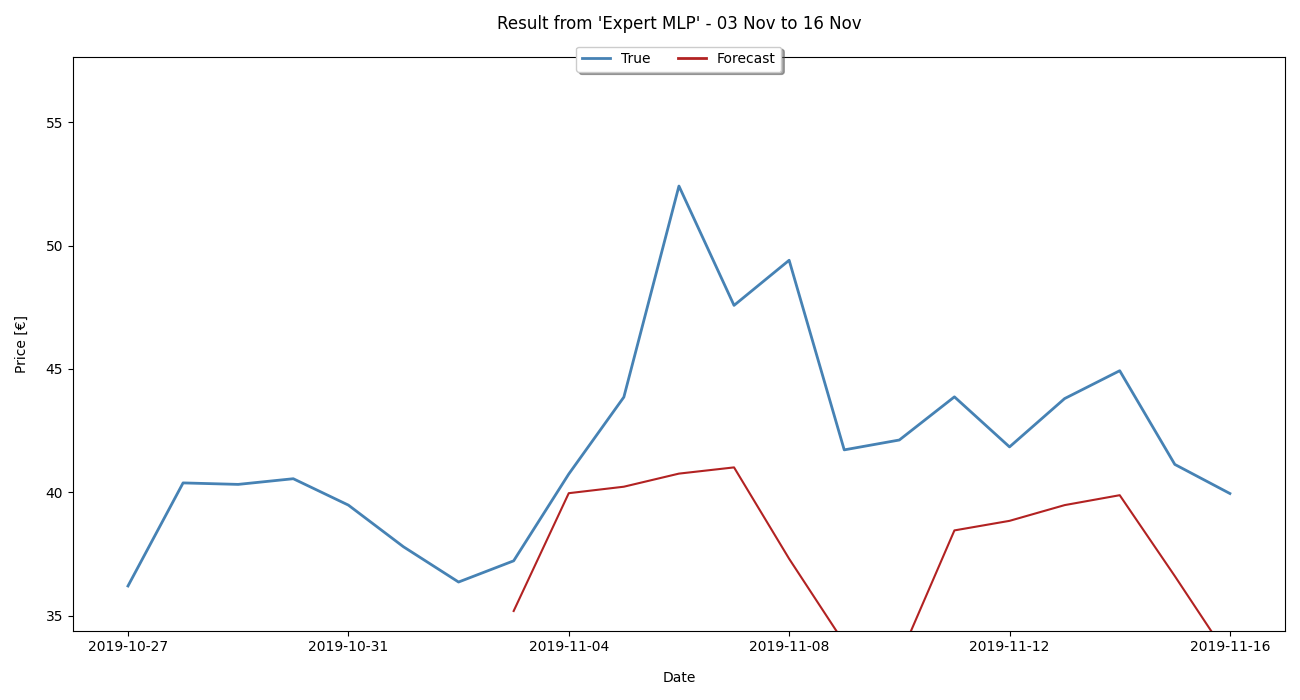 Result from 'Expert MLP' - 03 Nov to 16 Nov
True Forecast
55
50
45
40
35
Price [€]
2019-10-27 2019-10-31 2019-11-04 2019-11-08 2019-11-12 2019-11-16
Date